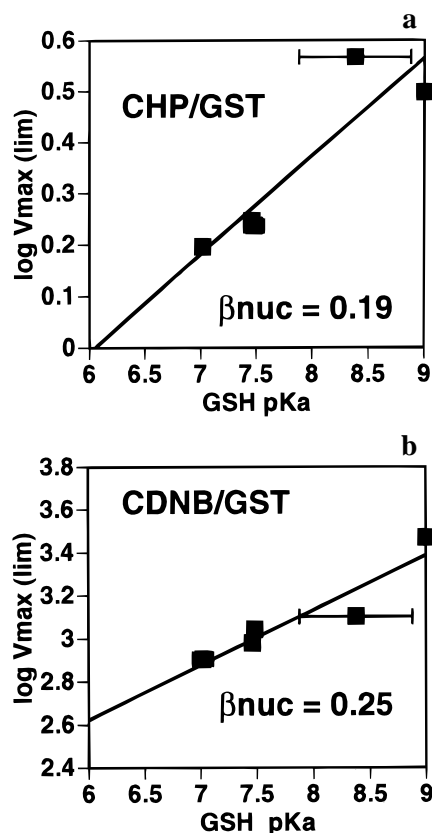 a
0.6
0.5
0.4
0.3
0.2
0.1
0
log Vmax (lim)
CHP/GST
βnuc = 0.19
6 6.5 7 7.5 8 8.5 9
GSH pKa
b
3.8
3.6
3.4
3.2
3
2.8
2.6
2.4
log Vmax (lim)
CDNB/GST
βnuc = 0.25
6 6.5 7 7.5 8 8.5 9
GSH pKa